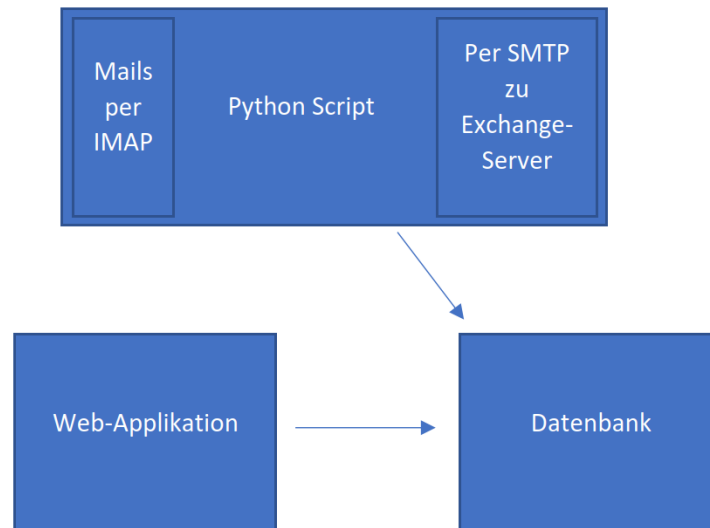 Mails
per
IMAP
Python Script
Per SMTP
zu
Exchange-
Server
Web-Applikation
Datenbank